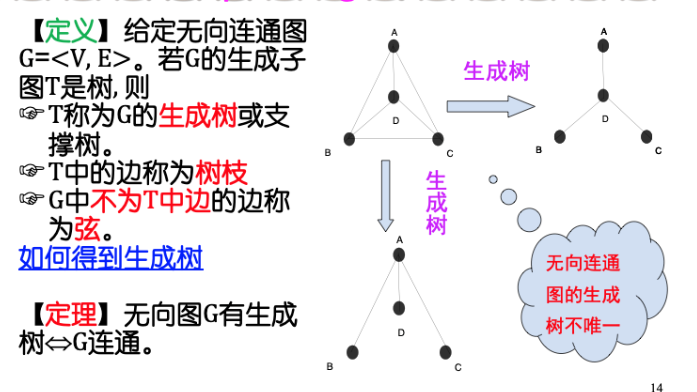 【定义】给定无向连通图
G=<V, E>。若G的生成子
图T是树, 则
☞T称为G的生成树或支
撑树。
☞T中的边称为树枝
☞G中不为T中边的边称
为弦。
如何得到生成树
【定理】无向图G有生成
树⇔G连通。
A
D
B
C
生成树
A
D
B
C
生成树
A
D
B
C
无向连通
图的生成
树不唯一
14